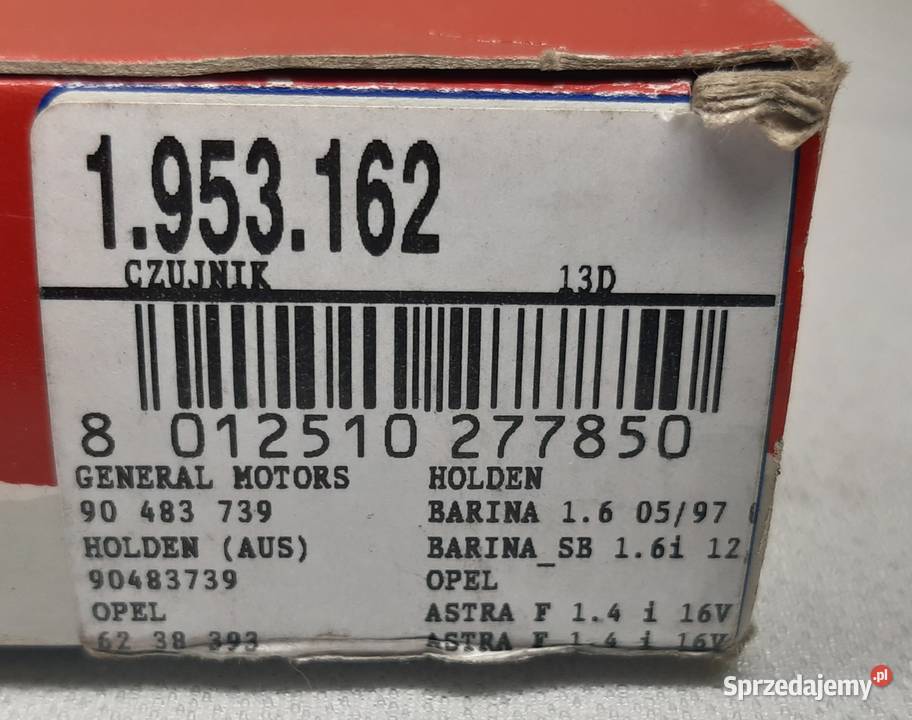 1.953.162
CZUJNIK 13D
8 012510 277850
GENERAL MOTORS
90 483 739
HOLDEN (AUS)
90483739
OPEL
62 38 393
HOLDEN
BARINA 1.6 05/97
BARINA_SB 1.6i 12
OPEL
ASTRA F 1.4 i 16V
ASTRA F 1.4 i 16V
Sprzedajemy.pl